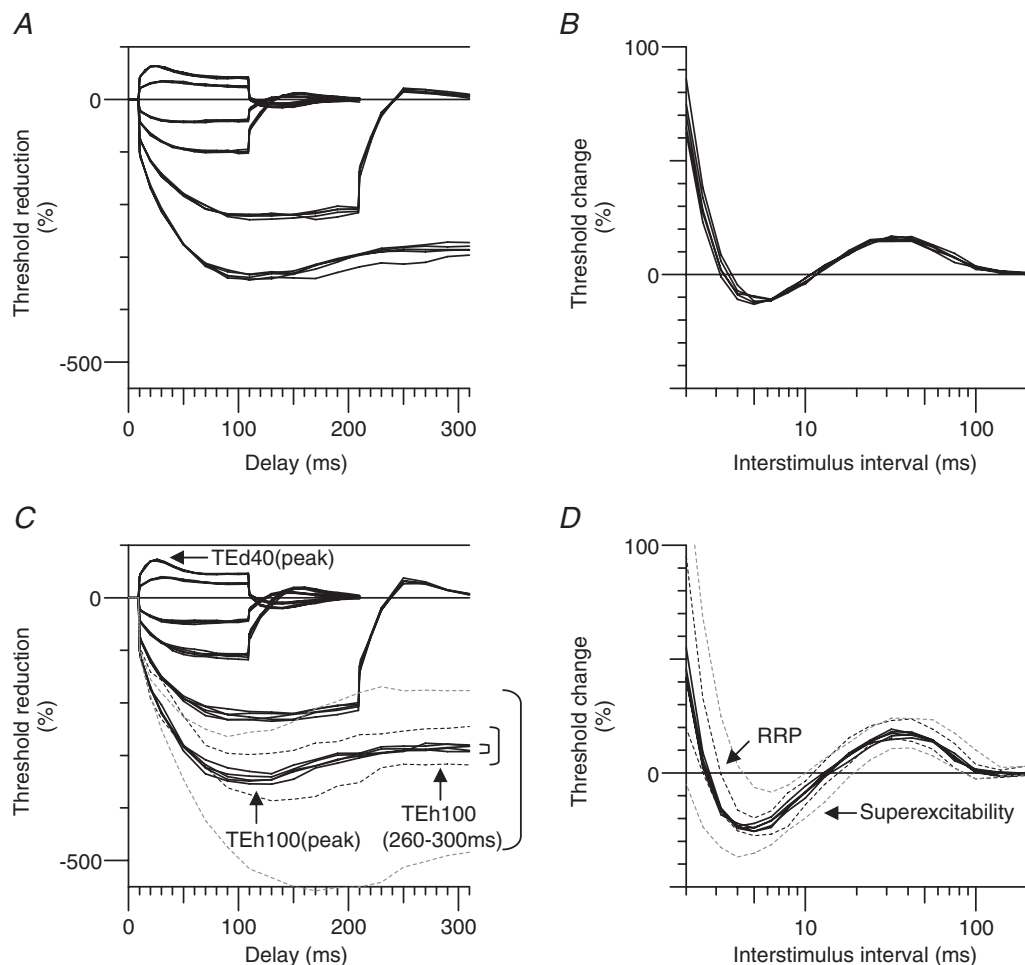 A
B
Threshold reduction
(%)
0
-500
0
100
200
300
Delay (ms)
Threshold change
(%)
100
0
10
100
Interstimulus interval (ms)
C
D
Threshold reduction
(%)
0
-500
TEd40(peak)
TEh100(peak)
TEh100
(260-300ms)
0
100
200
300
Delay (ms)
Threshold change
(%)
100
0
RRP
Superexcitability
10
100
Interstimulus interval (ms)